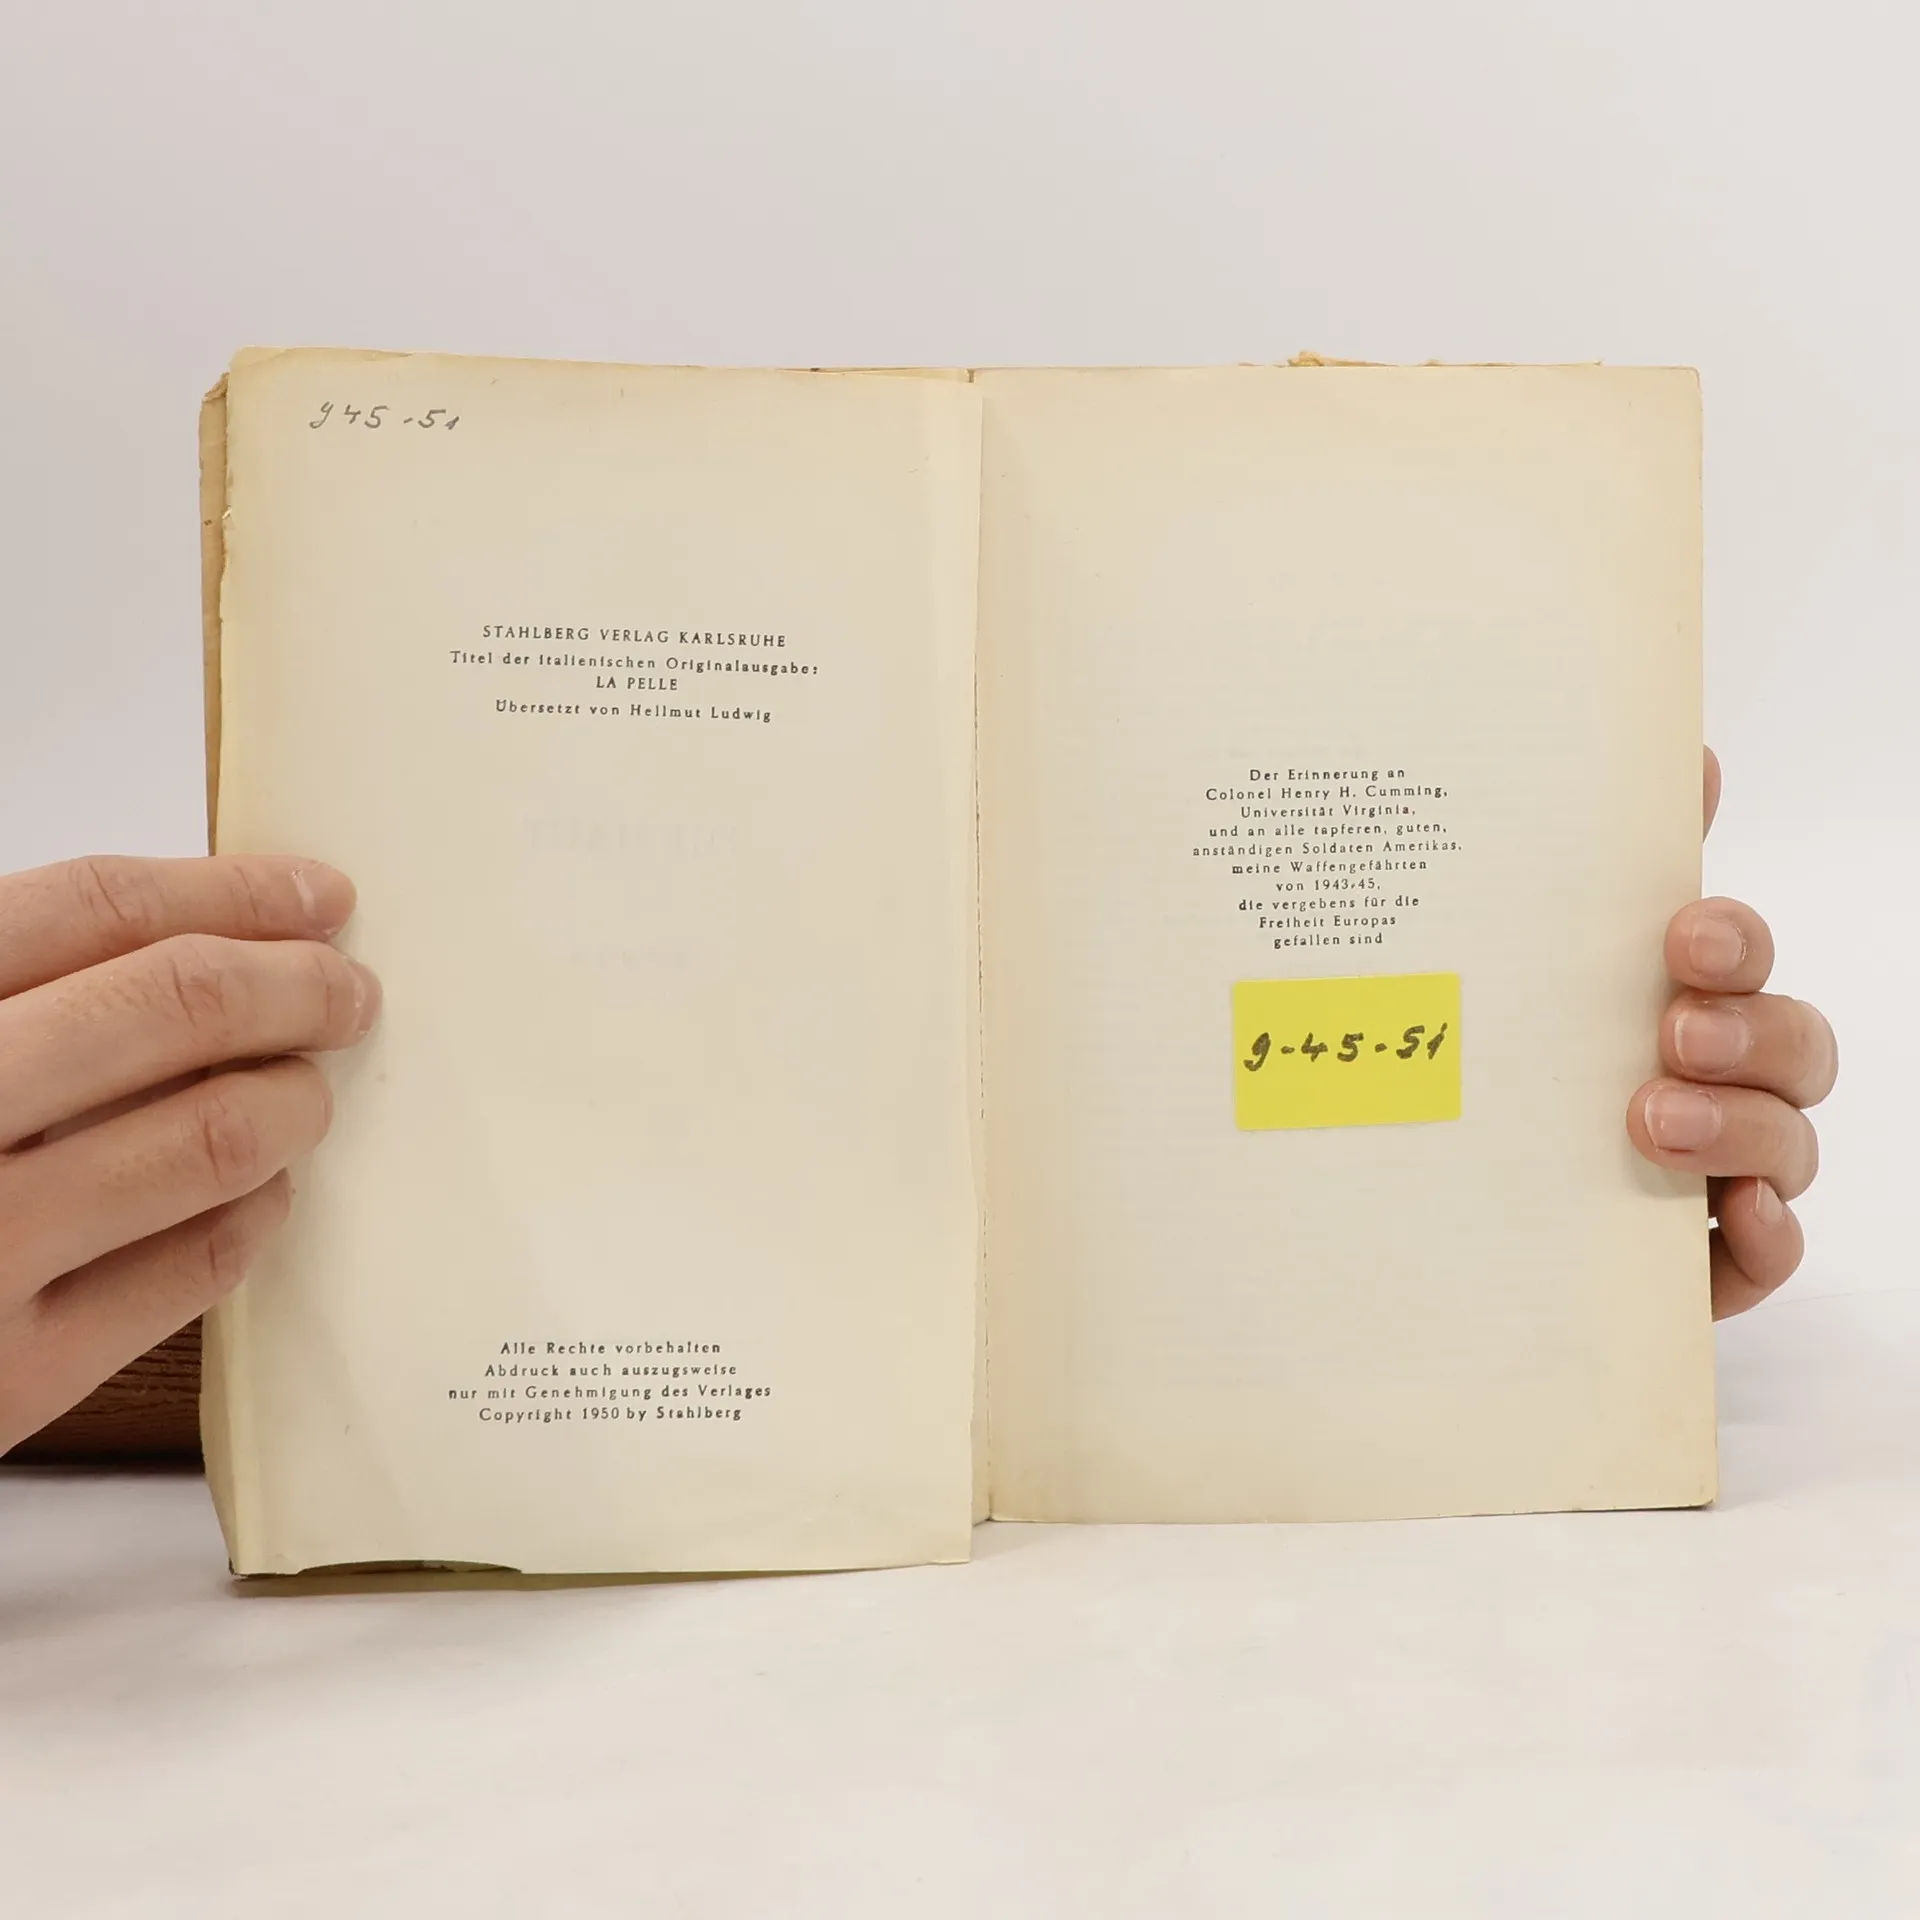 g45-51
STAHLBERG VERLAG KARLSRUHE
Titel der italienischen Originalausgabe:
LA PELLE
Übersetzt von Hellmut Ludwig
Alle Rechte vorbehalten
Abdruck auch auszugsweise
nur mit Genehmigung des Verlages
Copyright 1950 by Stahlberg
Der Erinnerung an
Colonel Henry H. Cumming,
Universität Virginia,
und an alle tapferen, guten,
anständigen Soldaten Amerikas,
meine Waffengefährten
von 1943-45,
die vergebens für die
Freiheit Europas
gefallen sind
g-45-51